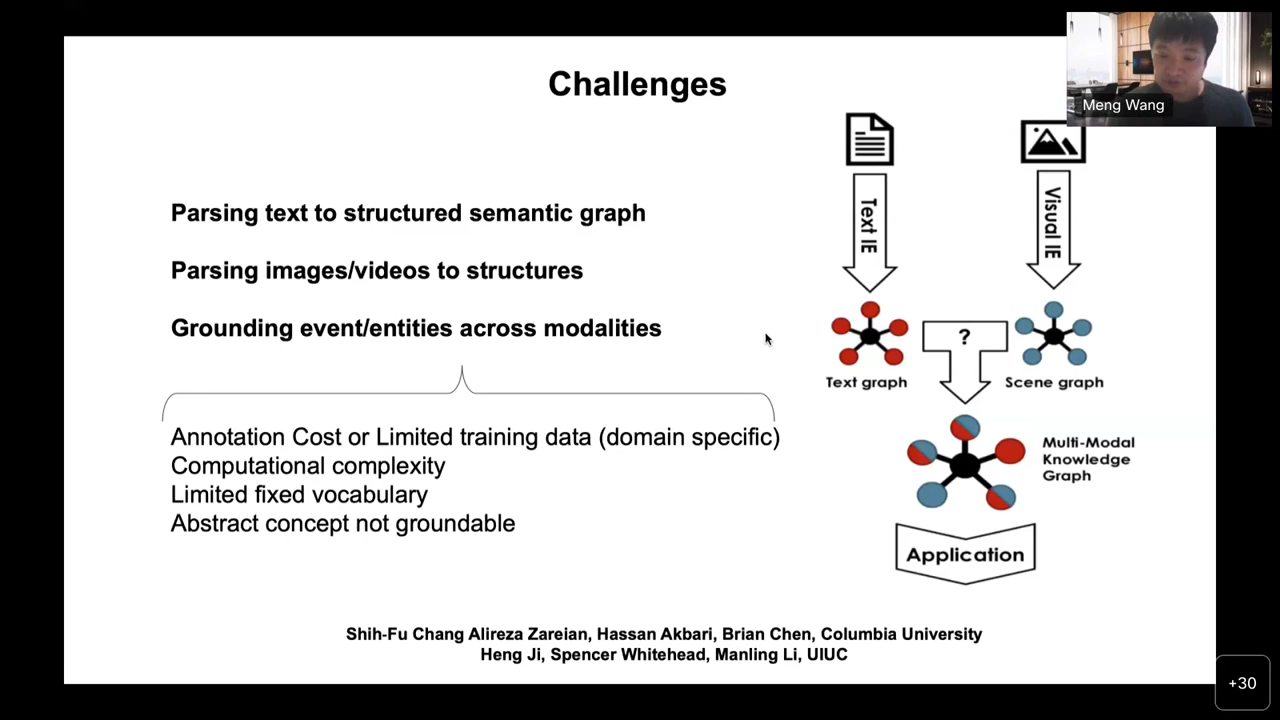 Challenges
Meng Wang
Parsing text to structured semantic graph
Parsing images/videos to structures
Grounding event/entities across modalities
Annotation Cost or Limited training data (domain specific)
Computational complexity
Limited fixed vocabulary
Abstract concept not groundable
Text IE
Visual IE
?
Text graph
Scene graph
Multi-Modal
Knowledge
Graph
Application
Shih-Fu Chang Alireza Zareian, Hassan Akbari, Brian Chen, Columbia University
Heng Ji, Spencer Whitehead, Manling Li, UIUC
+30